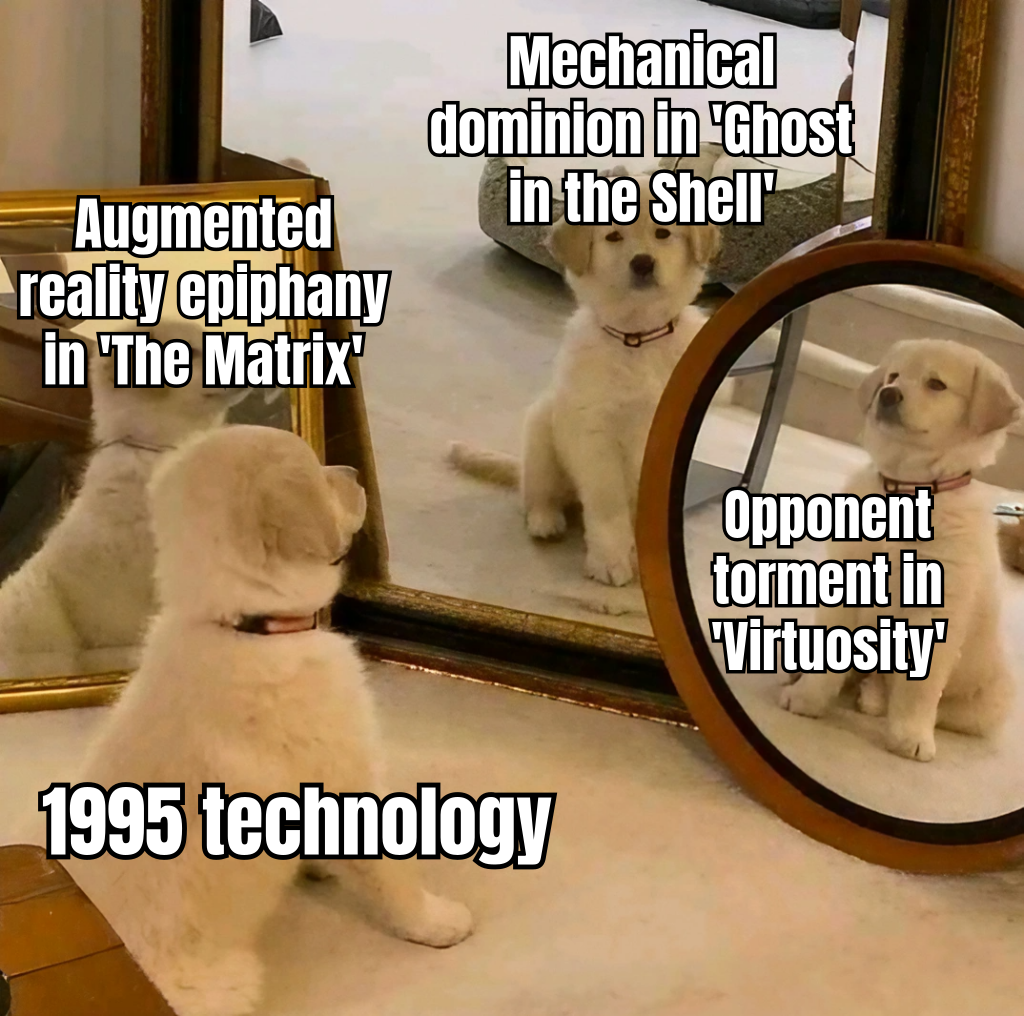 Mechanical
dominion in 'Ghost
in the Shell'
Augmented
reality epiphany
in 'The Matrix'
Opponent
torment in
'Virtuosity'
1995 technology